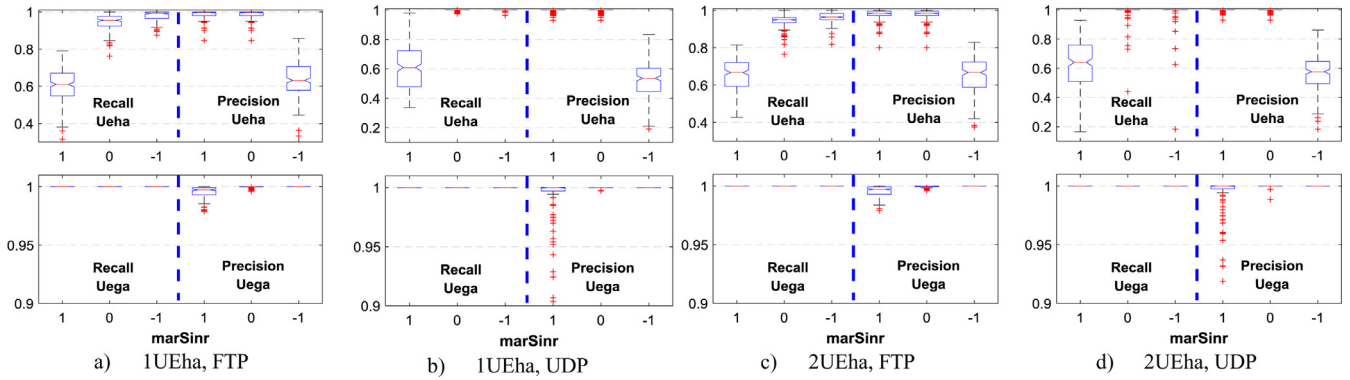 1
0.8
0.6
0.4
Recall Ueha
Precision Ueha
1 0 -1 1 0 -1
1
0.95
0.9
Recall Uega
Precision Uega
1 0 -1 1 0 -1
marSinr
a) 1UEha, FTP
1
0.8
0.6
0.4
0.2
Recall Ueha
Precision Ueha
1 0 -1 1 0 -1
1
0.95
0.9
Recall Uega
Precision Uega
1 0 -1 1 0 -1
marSinr
b) 1UEha, UDP
1
0.8
0.6
0.4
Recall Ueha
Precision Ueha
1 0 -1 1 0 -1
1
0.95
0.9
Recall Uega
Precision Uega
1 0 -1 1 0 -1
marSinr
c) 2UEha, FTP
1
0.8
0.6
0.4
0.2
Recall Ueha
Precision Ueha
1 0 -1 1 0 -1
1
0.95
0.9
Recall Uega
Precision Uega
1 0 -1 1 0 -1
marSinr
d) 2UEha, UDP